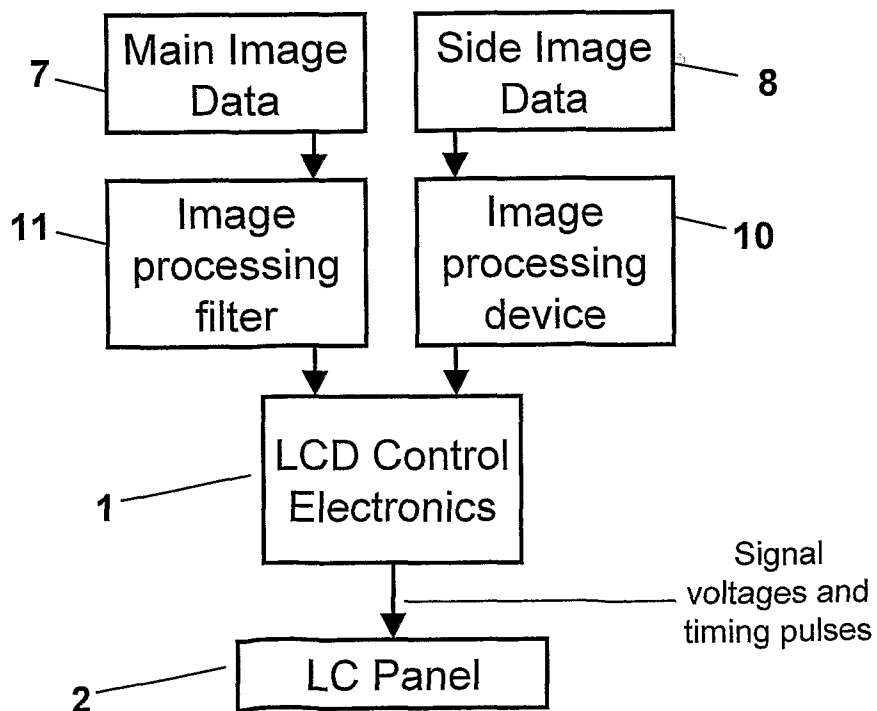 7
Main Image
Data
Side Image
Data
8
11
Image
processing
filter
Image
processing
device
10
1
LCD Control
Electronics
Signal
voltages and
timing pulses
2
LC Panel